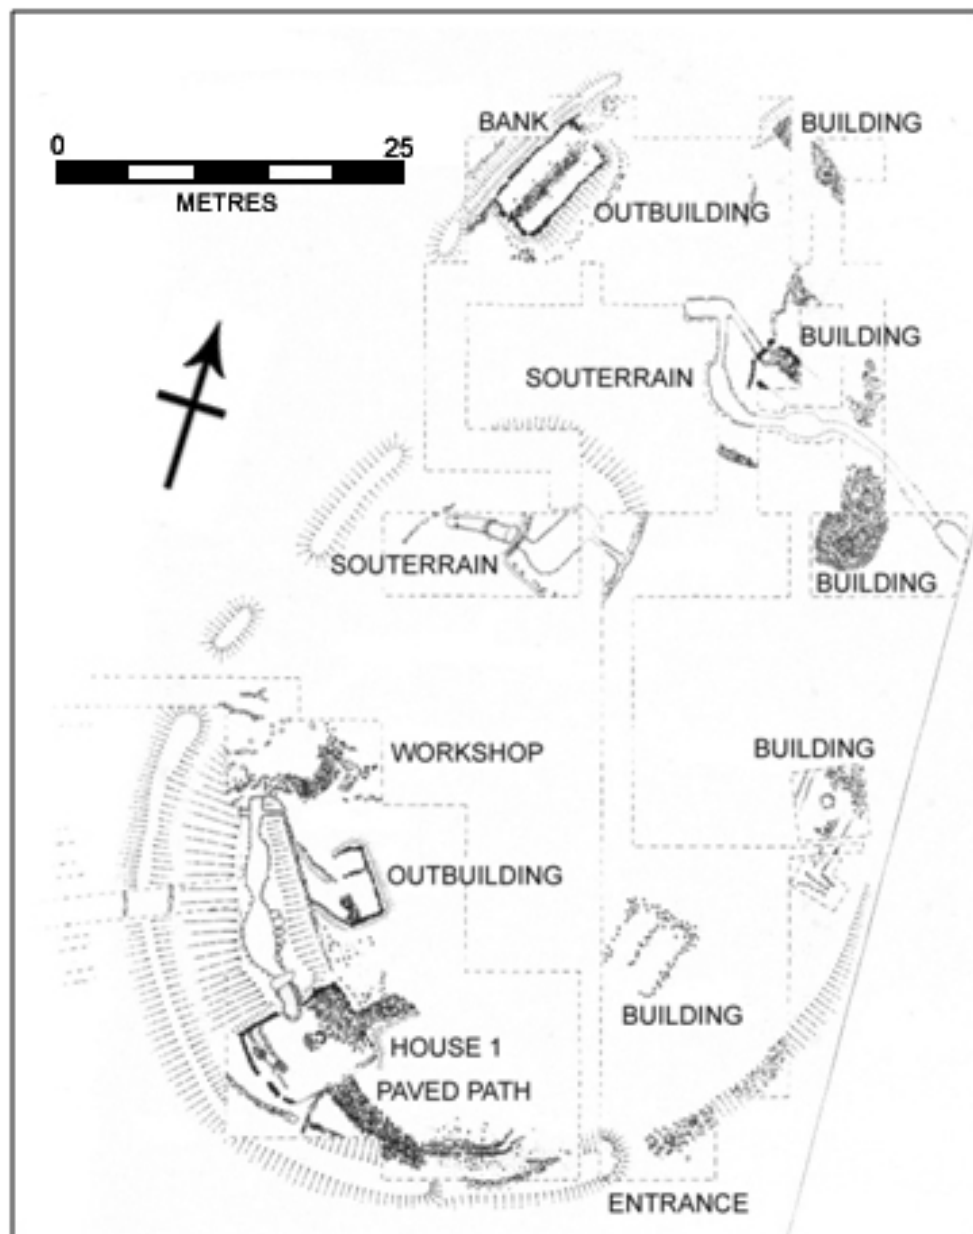 BANK
BUILDING
0 25
METRES
OUTBUILDING
BUILDING
SOUTERRAIN
SOUTERRAIN
BUILDING
WORKSHOP
BUILDING
OUTBUILDING
BUILDING
HOUSE 1
PAVED PATH
ENTRANCE